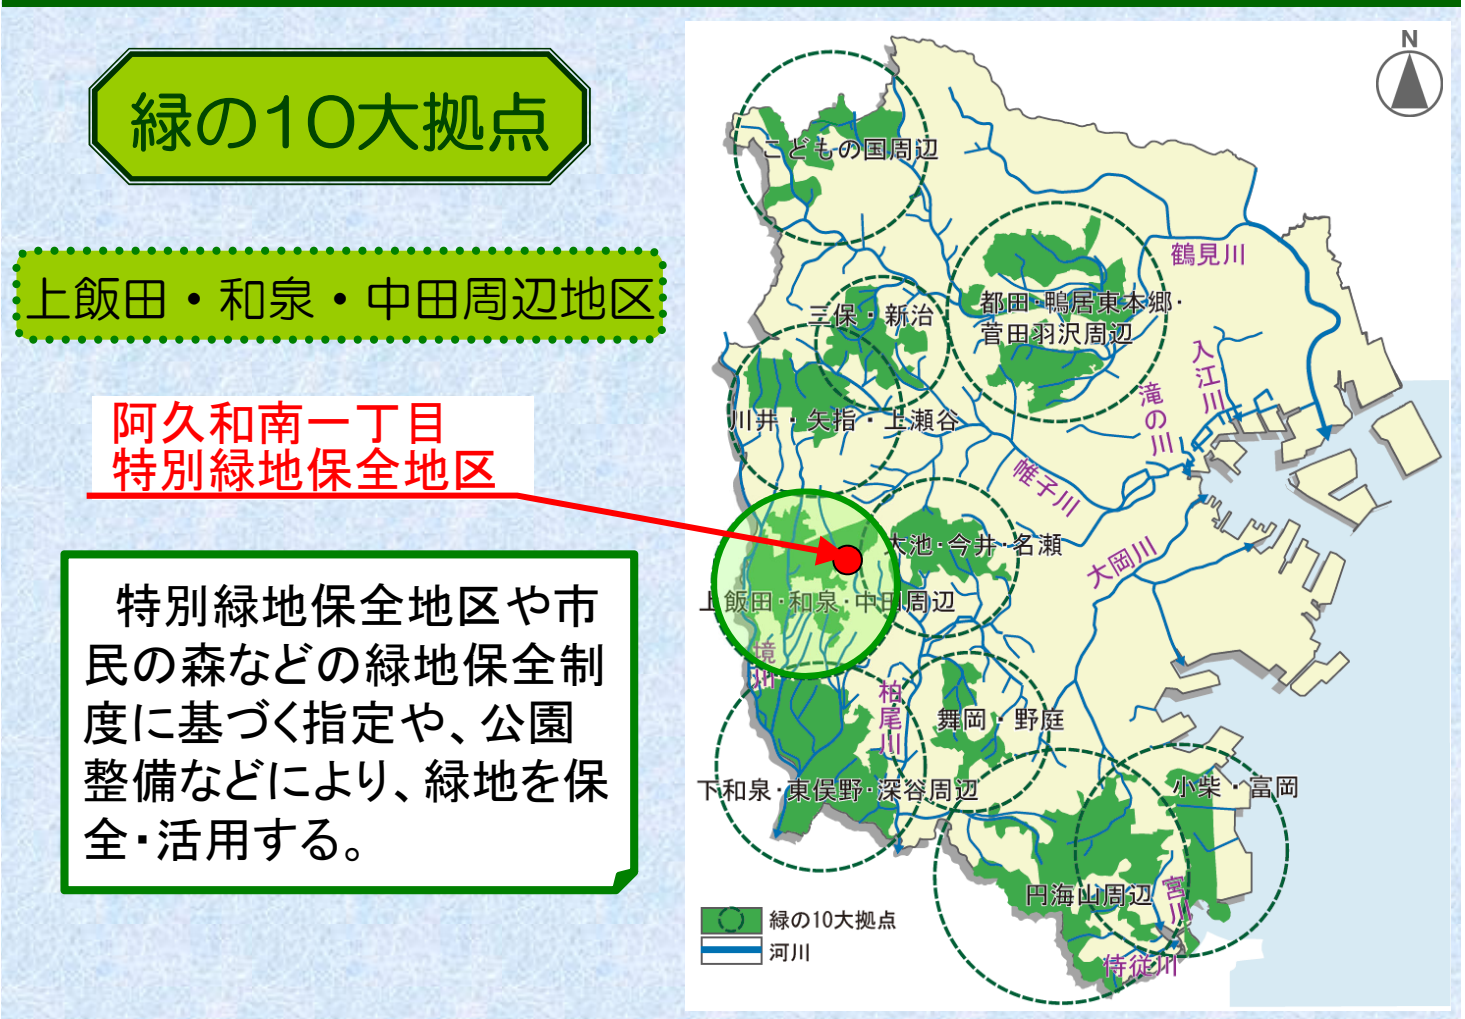 緑の10大拠点
上飯田・和泉・中田周辺地区
阿久和南一丁目
特別緑地保全地区
特別緑地保全地区や市
民の森などの緑地保全制
度に基づく指定や、公園
整備などにより、緑地を保
全・活用する。
N
こどもの国周辺
鶴見川
都田・鴨居東本郷・
菅田羽沢周辺
三保・新治
入江川
滝の川
川井・矢指・上瀬谷
帷子川
大池・今井・名瀬
大岡川
上飯田・和泉・中田周辺
境川
柏尾川
舞岡・野庭
下和泉・東俣野・深谷周辺
小柴・富岡
円海山周辺
宮川
侍従川
緑の10大拠点
河川